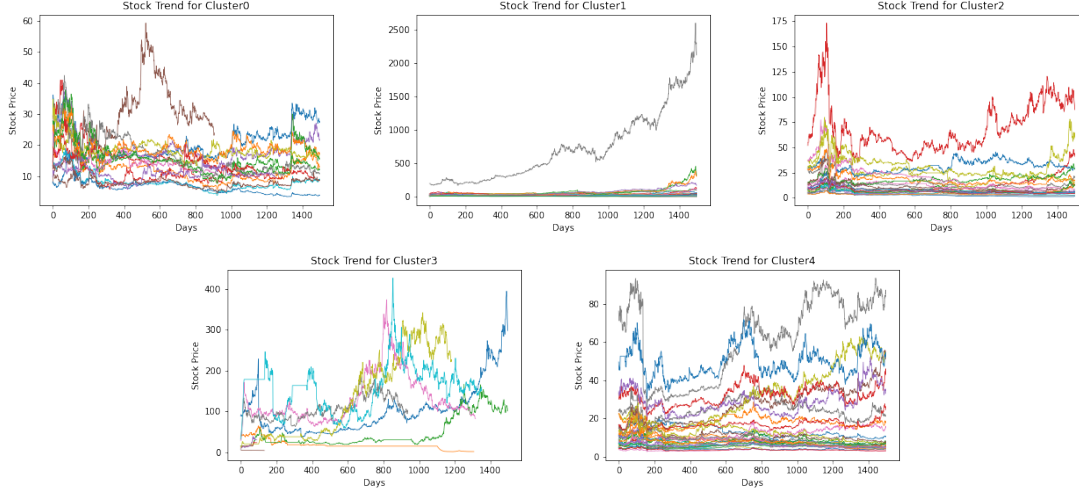 Stock Trend for Cluster0
Stock Price
60
50
40
30
20
10
0 200 400 600 800 1000 1200 1400
Days
Stock Trend for Cluster1
Stock Price
2500
2000
1500
1000
500
0
0 200 400 600 800 1000 1200 1400
Days
Stock Trend for Cluster2
Stock Price
175
150
125
100
75
50
25
0
0 200 400 600 800 1000 1200 1400
Days
Stock Trend for Cluster3
Stock Price
400
300
200
100
0
0 200 400 600 800 1000 1200 1400
Days
Stock Trend for Cluster4
Stock Price
80
60
40
20
0
0 200 400 600 800 1000 1200 1400
Days